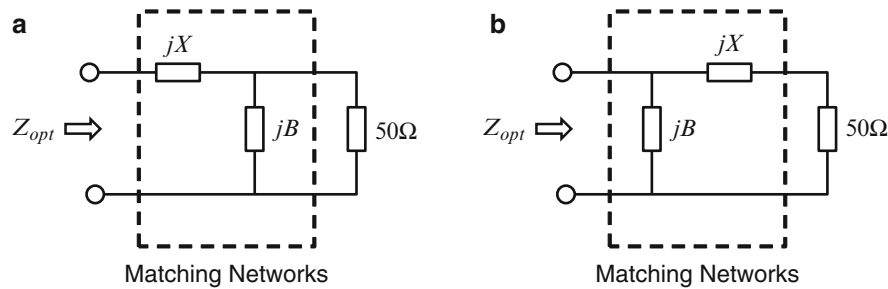 a
jX
Z_opt
jB
50Ω
Matching Networks
b
jX
Z_opt
jB
50Ω
Matching Networks